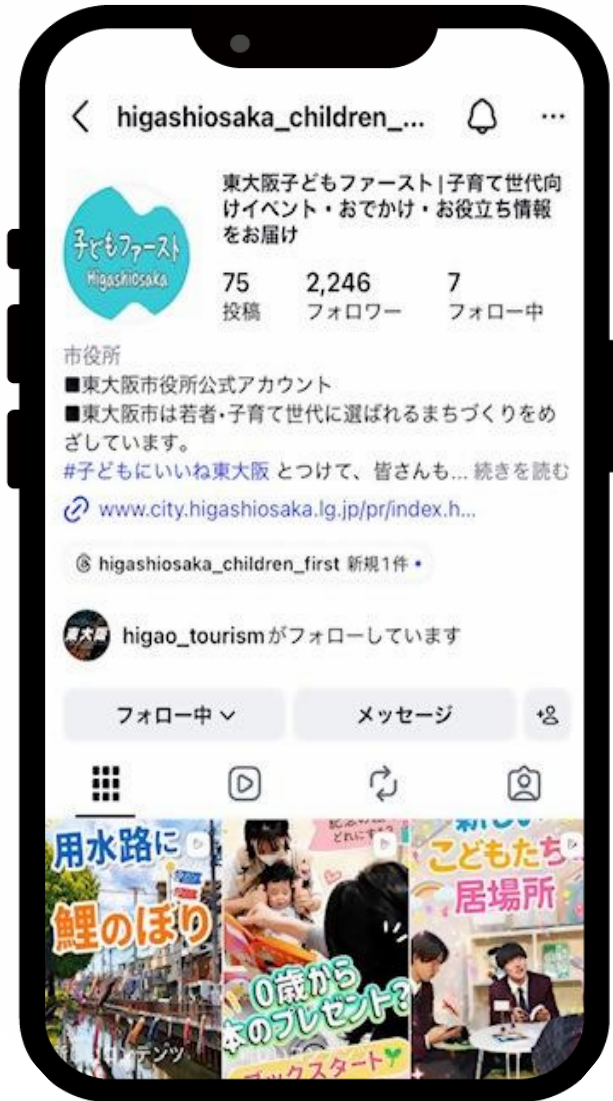 higashiosaka_children_...
子どもファースト
Higashiosaka
東大阪子どもファースト|子育て世代向
けイベント・おでかけ・お役立ち情報
をお届け
75
2,246
7
投稿
フォロワー
フォロー中
市役所
■東大阪市役所公式アカウント
■東大阪市は若者・子育て世代に選ばれるまちづくりをめ
ざしています。
#子どもにいいね東大阪 とつけて、皆さんも... 続きを読む
www.city.higashiosaka.lg.jp/pr/index.h...
higashiosaka_children_first 新規1件
東大阪
higao_tourismがフォローしています
フォロー中
メッセージ
用水路に
鯉のぼり
どれにする?
0歳から
本のプレゼント?
ブックスタート
新しい
こどもたち
居場所